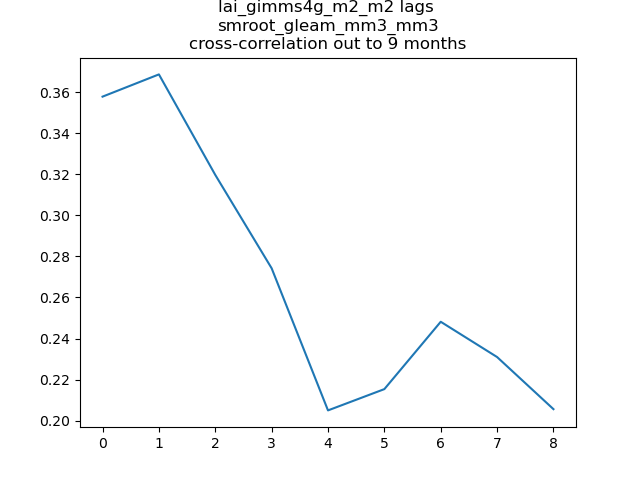 lai_gimms4g_m2_m2 lags
smroot_gleam_mm3_mm3
cross-correlation out to 9 months
0.36
0.34
0.32
0.30
0.28
0.26
0.24
0.22
0.20
0 1 2 3 4 5 6 7 8